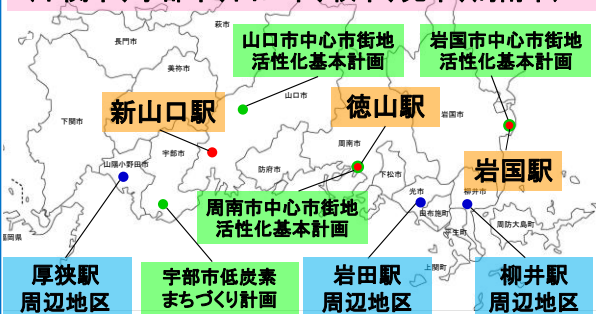 萩市
長門市
山口市中心市街地
活性化基本計画
岩国市中心市街地
活性化基本計画
美祢市
山口市
新山口駅
徳山駅
岩国市
下関市
周南市
山陽小野田市
宇部市
防府市
下松市
岩国駅
光市
柳井市
周南市中心市街地
活性化基本計画
田布施町
周防大島町
平生町
福岡県
上関町
厚狭駅
周辺地区
宇部市低炭素
まちづくり計画
岩田駅
周辺地区
柳井駅
周辺地区